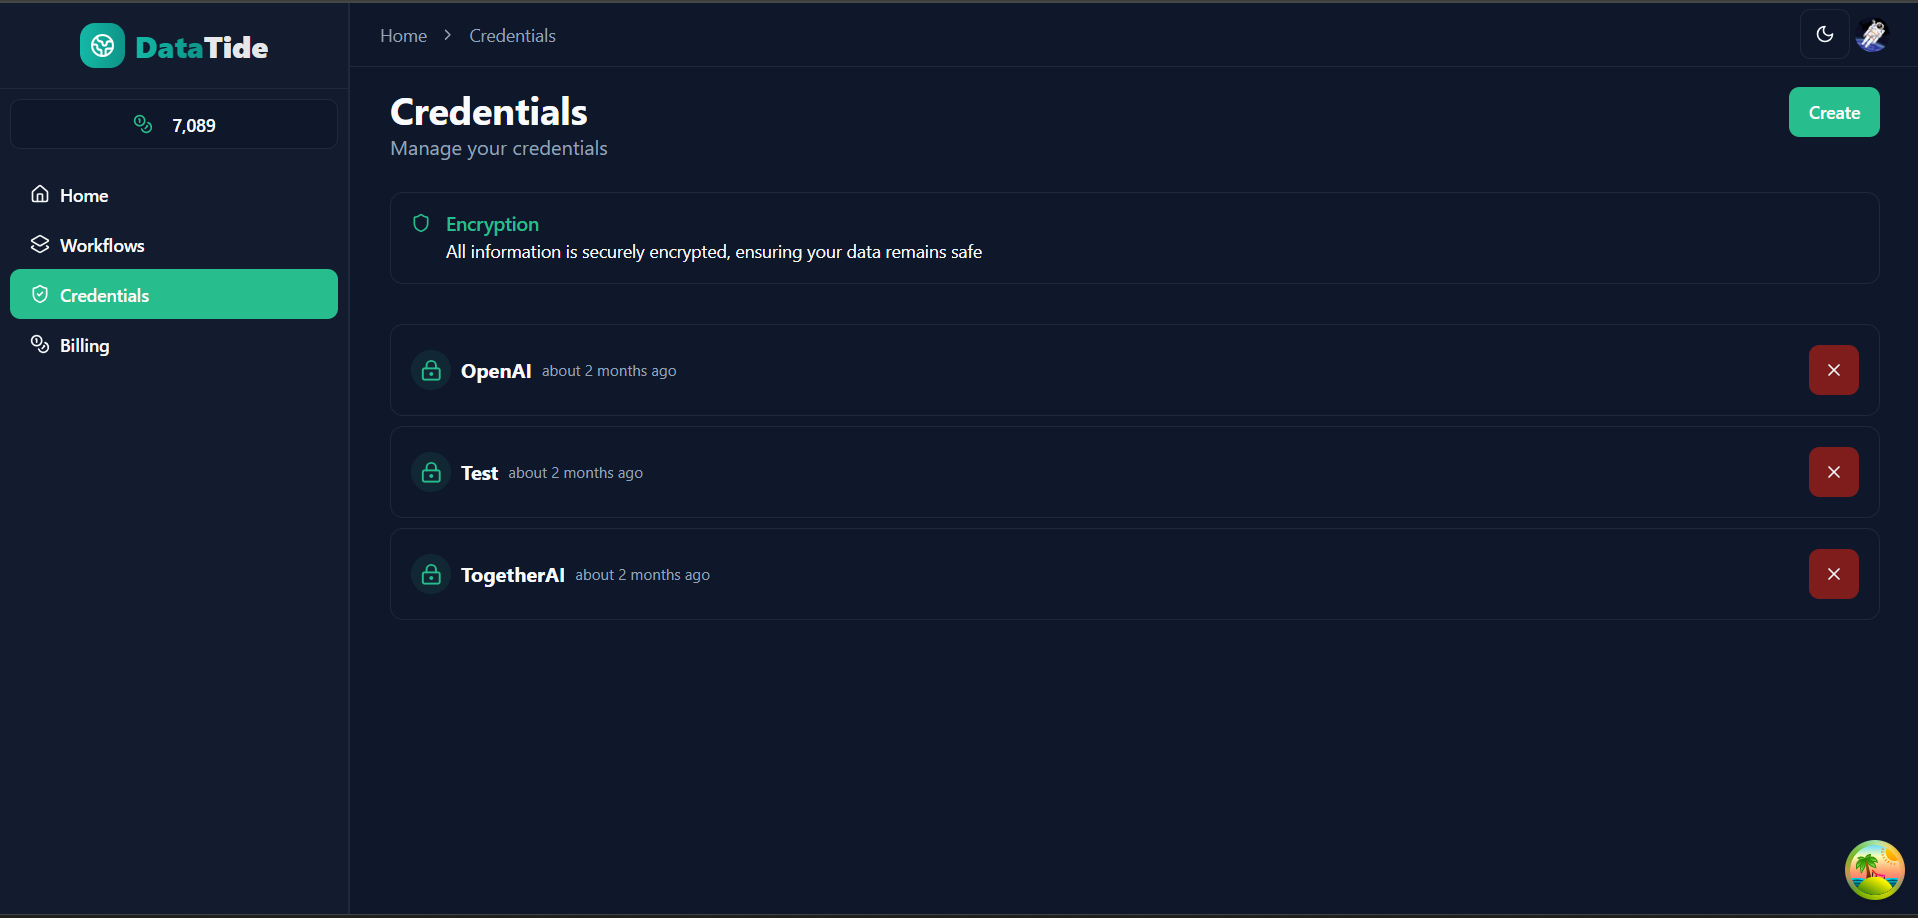 DataTide
7,089
Home
Workflows
Credentials
Billing
Home > Credentials
Credentials
Manage your credentials
Create
Encryption
All information is securely encrypted, ensuring your data remains safe
OpenAI about 2 months ago
Test about 2 months ago
TogetherAI about 2 months ago